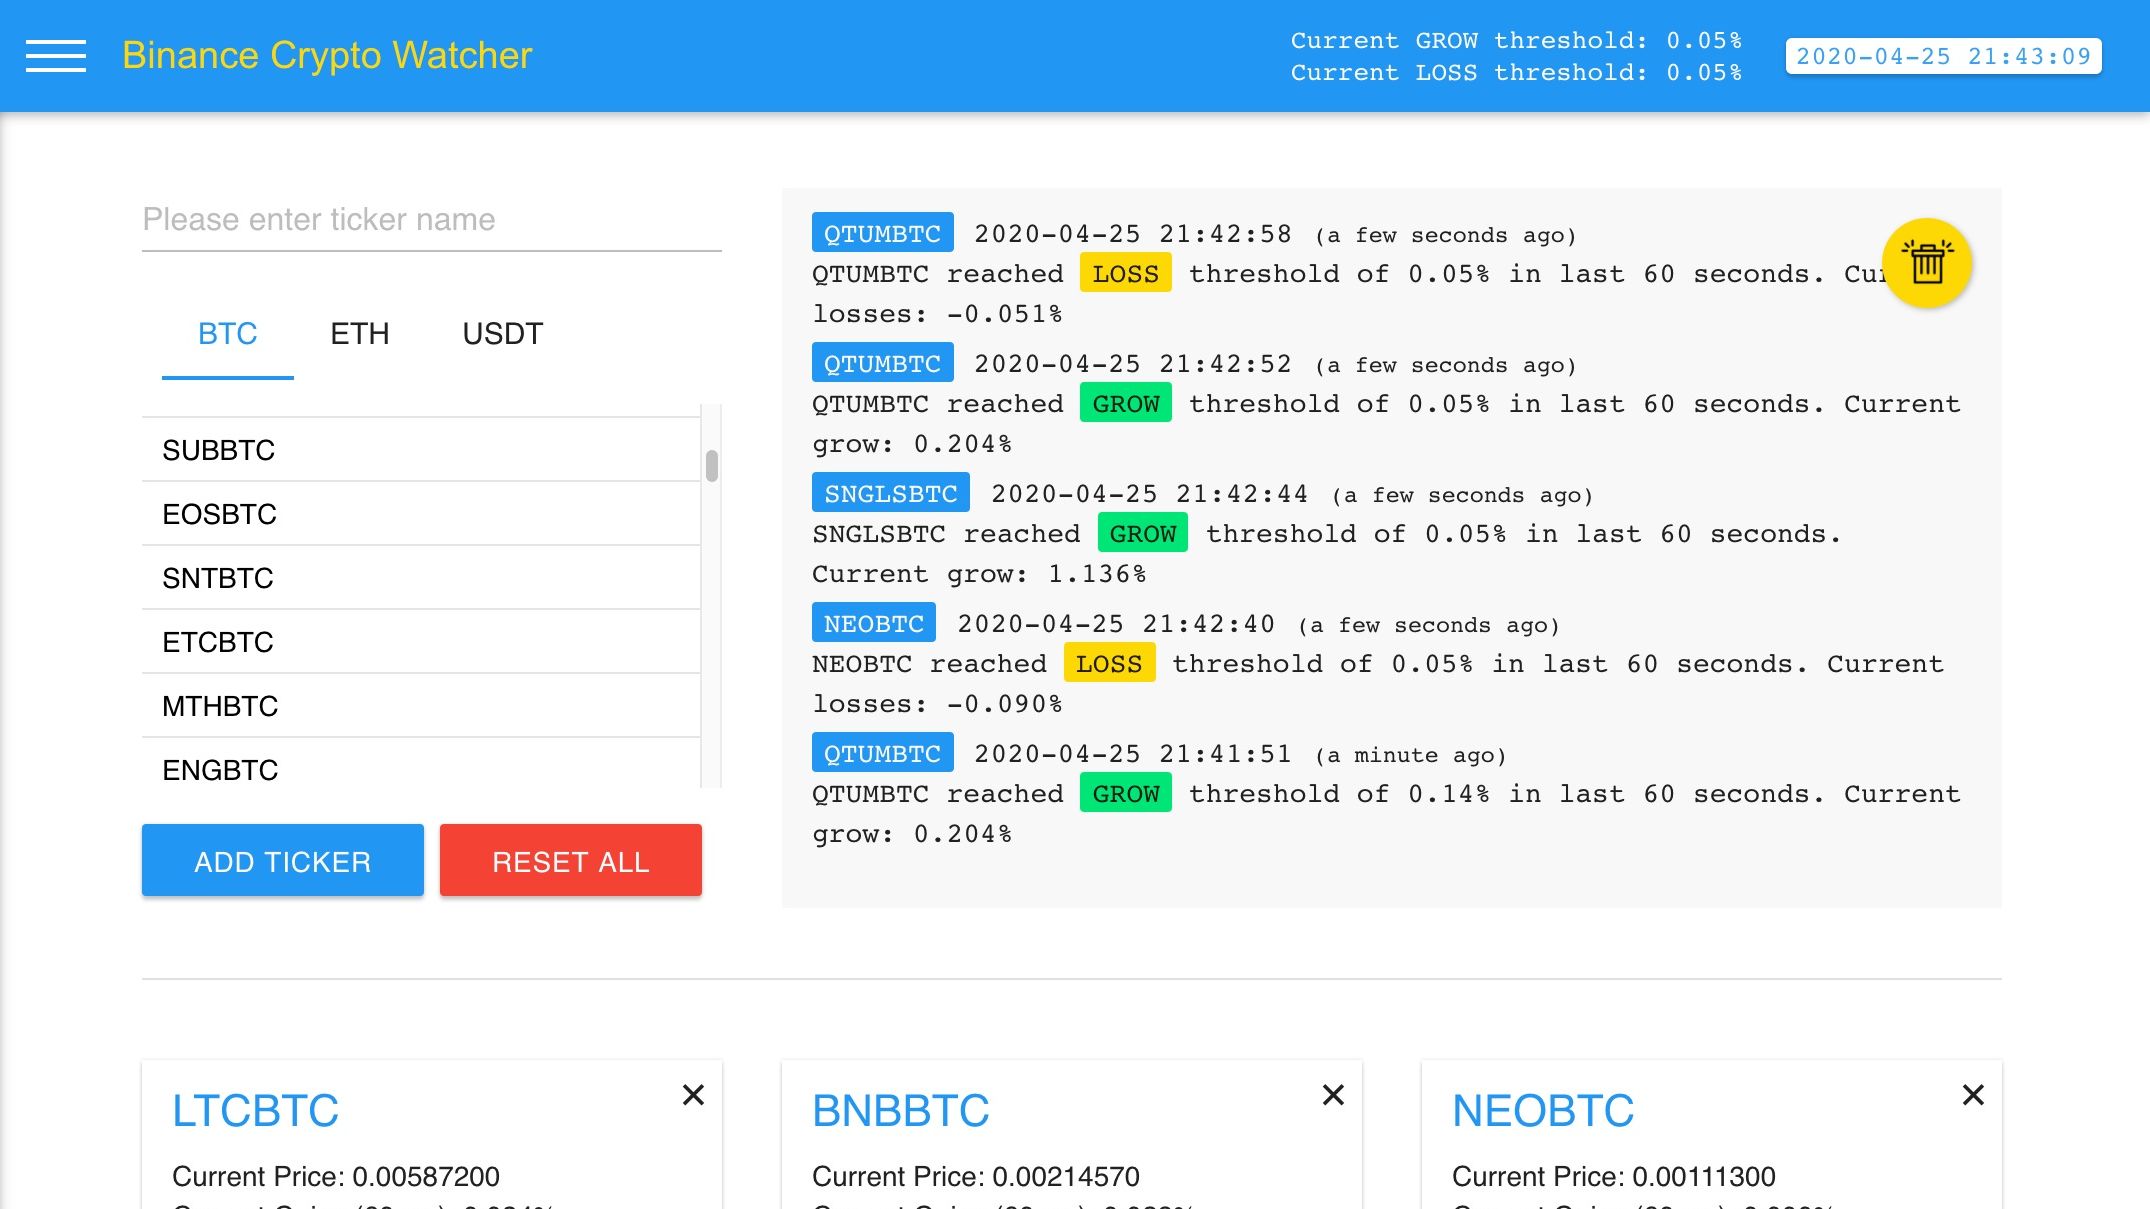 Binance Crypto Watcher
Current GROW threshold: 0.05%
Current LOSS threshold: 0.05%
2020-04-25 21:43:09
Please enter ticker name
BTC ETH USDT
SUBBTC
EOSBTC
SNTBTC
ETCBTC
MTHBTC
ENGBTC
ADD TICKER RESET ALL
QTUMBTC 2020-04-25 21:42:58 (a few seconds ago)
QTUMBTC reached LOSS threshold of 0.05% in last 60 seconds.
losses: -0.051%
QTUMBTC 2020-04-25 21:42:52 (a few seconds ago)
QTUMBTC reached GROW threshold of 0.05% in last 60 seconds. Current
grow: 0.204%
SNGLSBTC 2020-04-25 21:42:44 (a few seconds ago)
SNGLSBTC reached GROW threshold of 0.05% in last 60 seconds.
Current grow: 1.136%
NEOBTC 2020-04-25 21:42:40 (a few seconds ago)
NEOBTC reached LOSS threshold of 0.05% in last 60 seconds. Current
losses: -0.090%
QTUMBTC 2020-04-25 21:41:51 (a minute ago)
QTUMBTC reached GROW threshold of 0.14% in last 60 seconds. Current
grow: 0.204%
LTCBTC
Current Price: 0.00587200
BNBBTC
Current Price: 0.00214570
NEOBTC
Current Price: 0.00111300